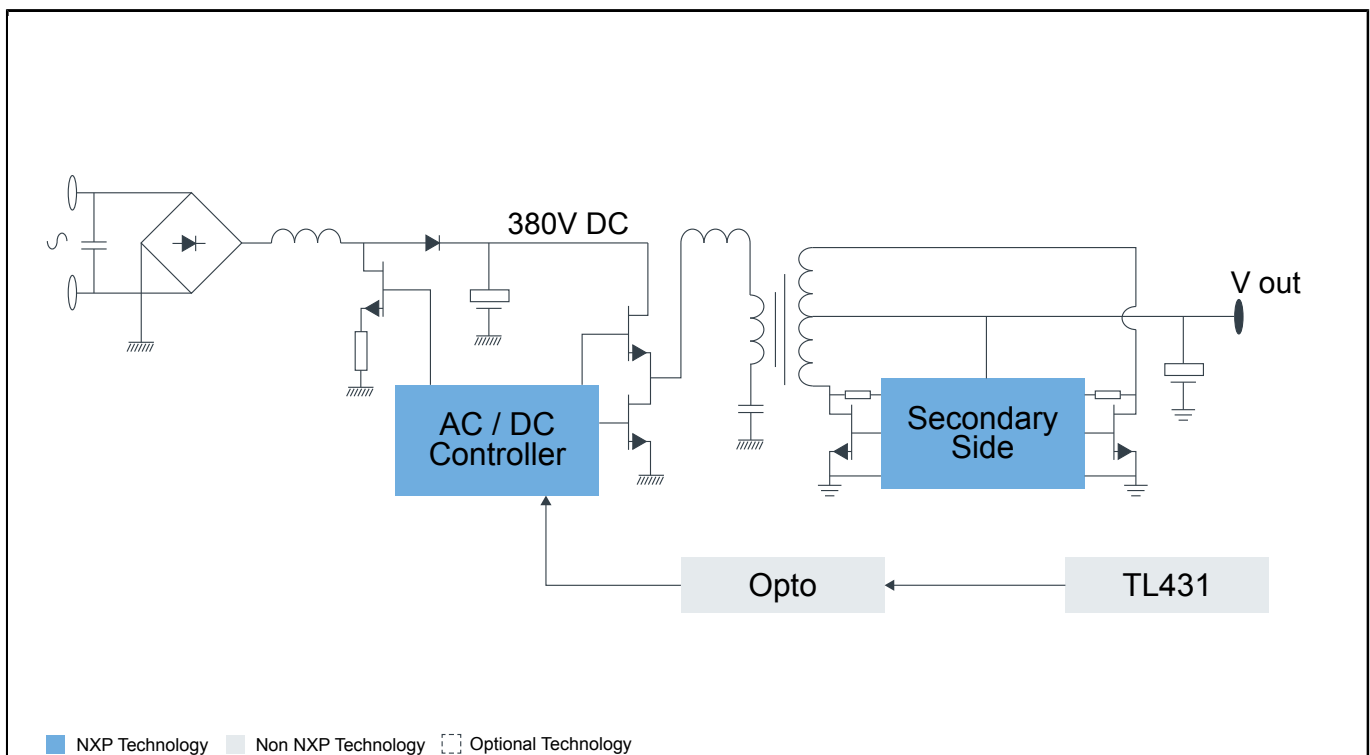 380V DC
V out
AC / DC
Controller
Secondary
Side
Opto
TL431
NXP Technology
Non NXP Technology
Optional Technology